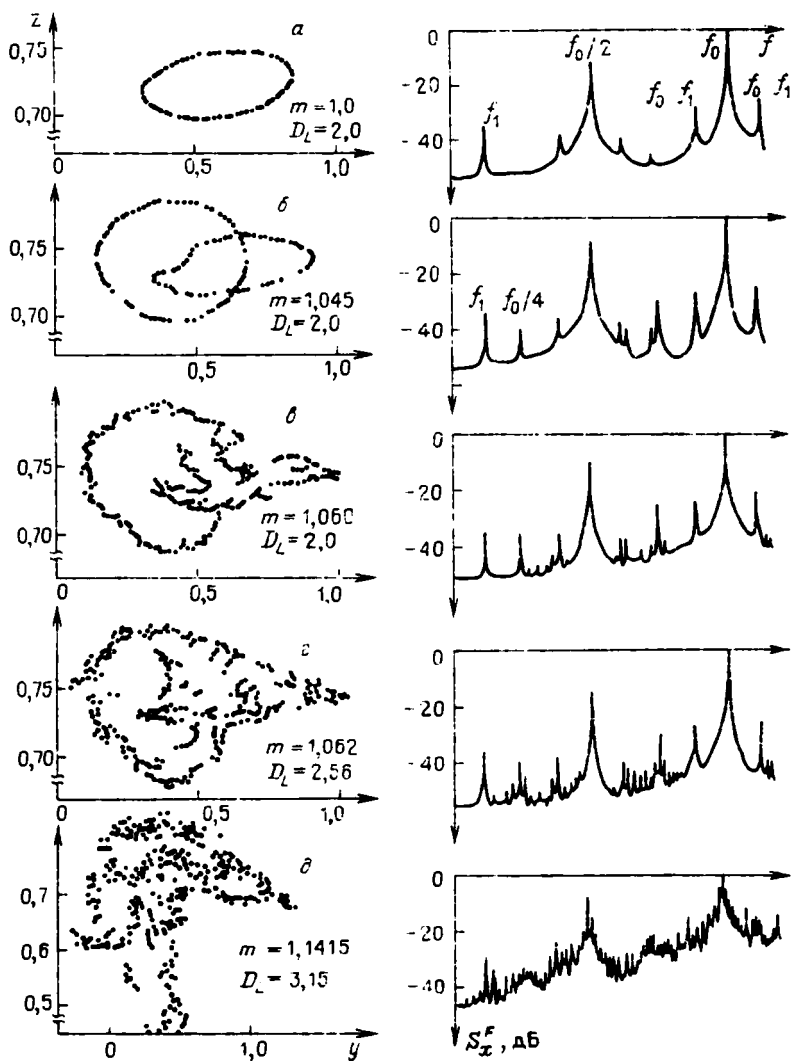 z
а
0,75
0,70
m = 1,0
D_L = 2,0
0 0,5 1,0
0
−20
−40
f_1
f_0/2
f_0 f_1
f_0
f
f_0 f_1
б
0,75
0,70
m = 1,045
D_L = 2,0
0,5 1,0
0
−20
−40
f_1 f_0/4
в
0,75
0,70
m = 1,060
D_L = 2,0
0 0,5 1,0
0
−20
−40
г
0,75
0,70
m = 1,062
D_L = 2,56
0 0,5 1,0
0
−20
−40
д
0,7
0,6
0,5
m = 1,1415
D_L = 3,15
0 1,0 y
0
−20
−40
S_x^F, дБ